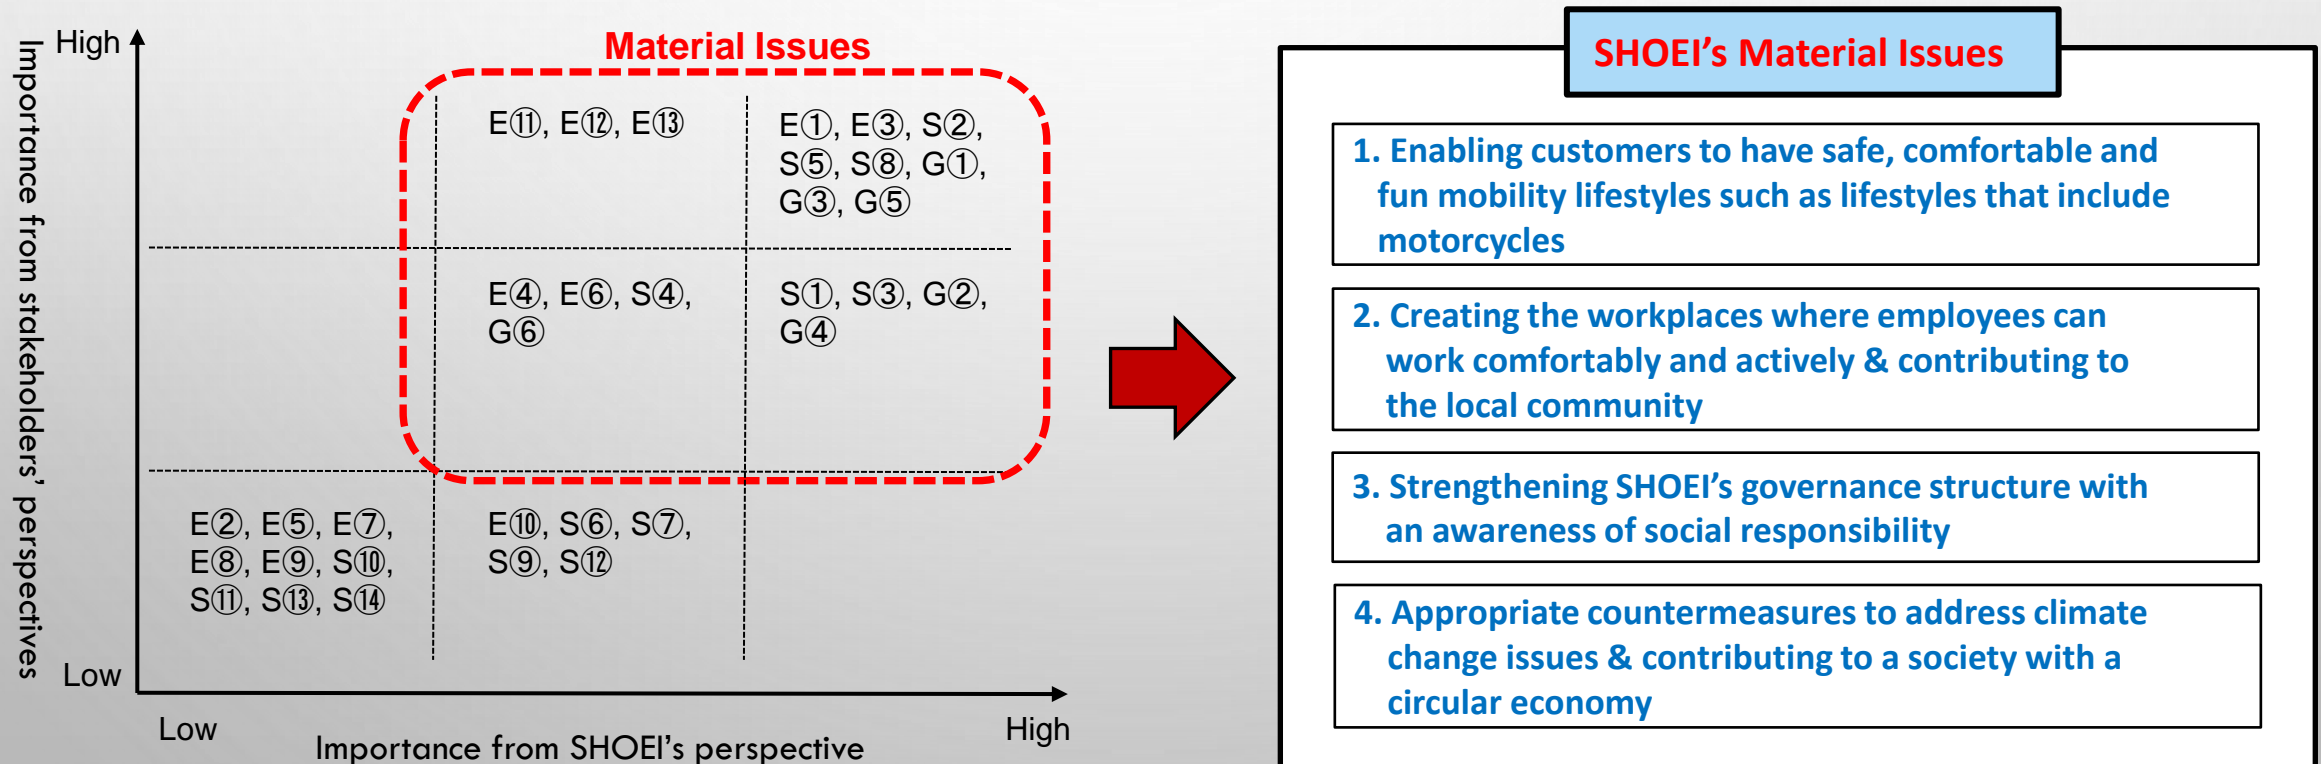 Importance from stakeholders' perspectives
High
Low
Material Issues
E⑪, E⑫, E⑬
E①, E③, S②,
S⑤, S⑧, G①,
G③, G⑤
E④, E⑥, S④,
G⑥
S①, S③, G②,
G④
E②, E⑤, E⑦,
E⑧, E⑨, S⑩,
S⑪, S⑬, S⑭
E⑩, S⑥, S⑦,
S⑨, S⑫
Low
High
Importance from SHOEI's perspective
SHOEI's Material Issues
1. Enabling customers to have safe, comfortable and
fun mobility lifestyles such as lifestyles that include
motorcycles
2. Creating the workplaces where employees can
work comfortably and actively & contributing to
the local community
3. Strengthening SHOEI's governance structure with
an awareness of social responsibility
4. Appropriate countermeasures to address climate
change issues & contributing to a society with a
circular economy